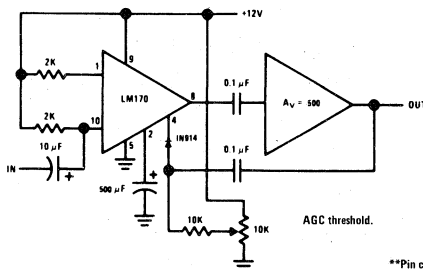 +12V
2K
1
9
LM170
8
0.1 μF
A_V = 500
OUT
2K
10
2
4
IN914
0.1 μF
10 μF
5
IN
+
500 μF
+
10K
10K
AGC threshold.
**Pin c